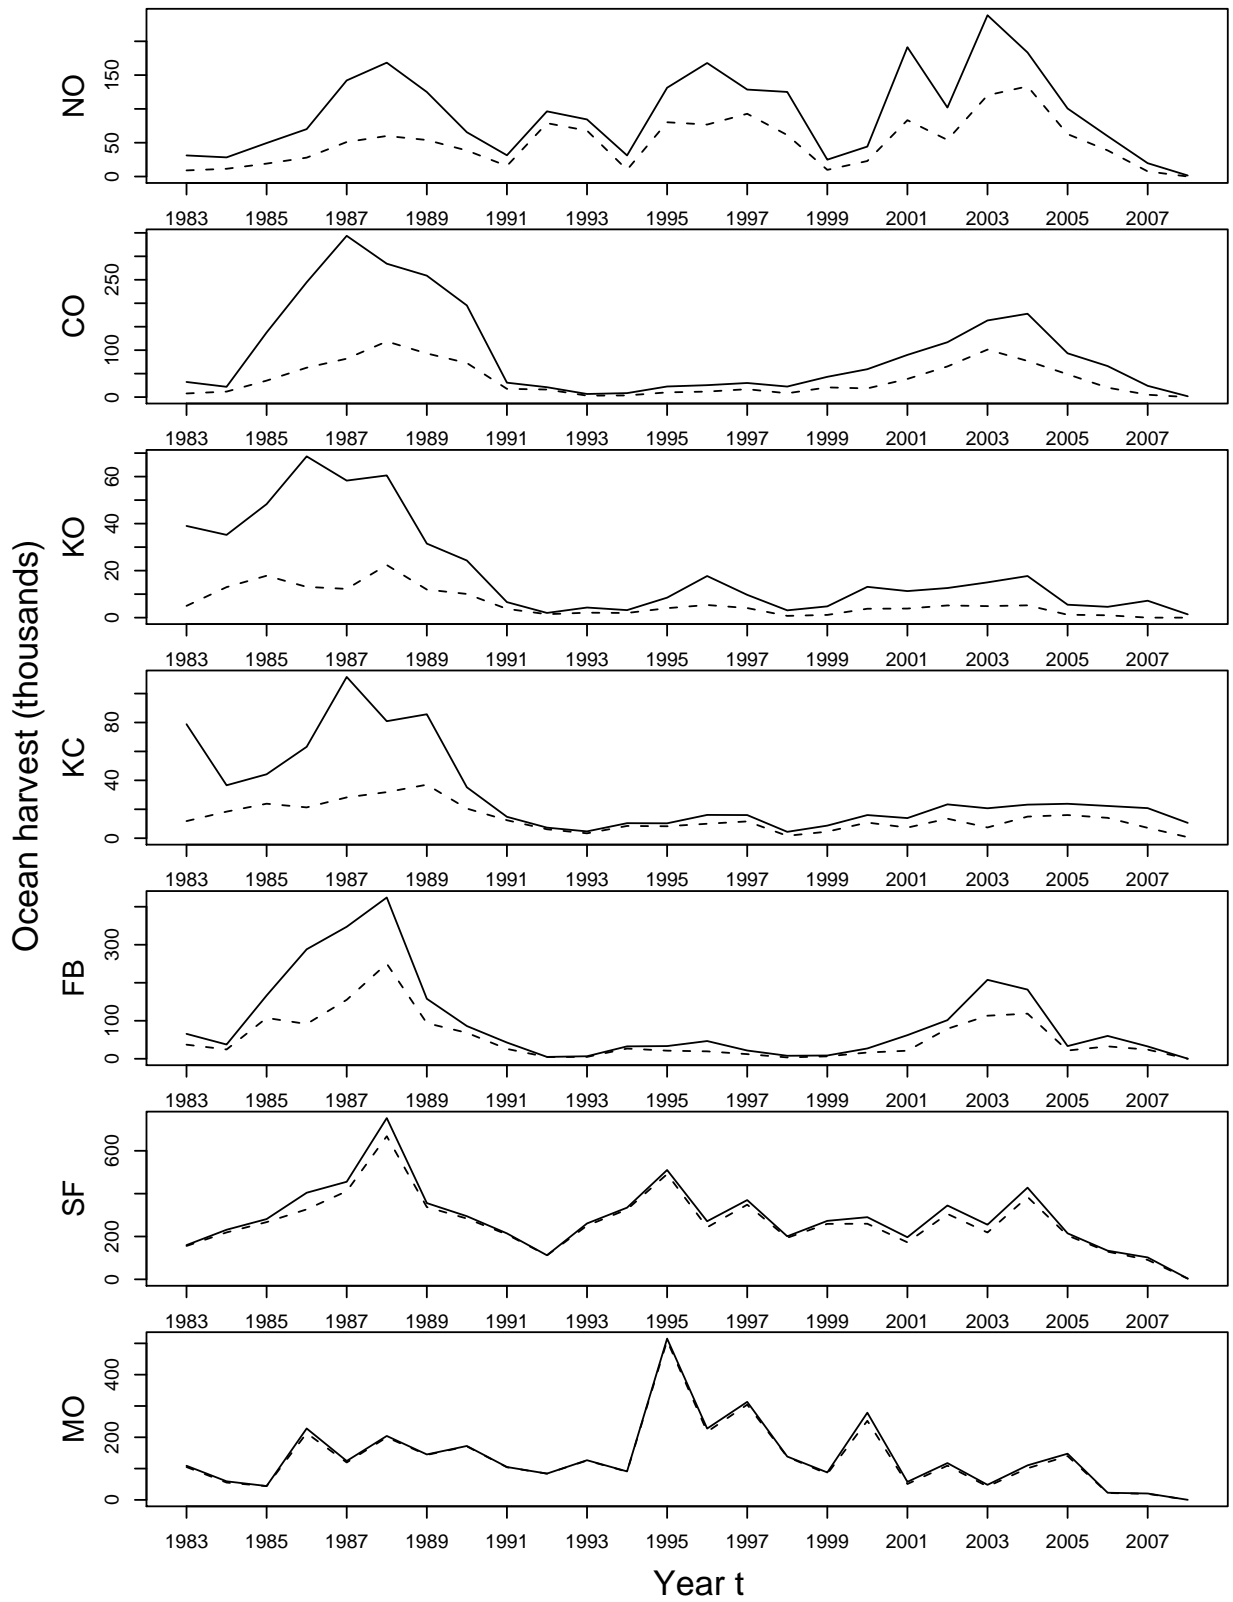 Ocean harvest (thousands)
NO
0 50 150
1983 1985 1987 1989 1991 1993 1995 1997 1999 2001 2003 2005 2007
CO
0 100 250
1983 1985 1987 1989 1991 1993 1995 1997 1999 2001 2003 2005 2007
KO
0 20 40 60
1983 1985 1987 1989 1991 1993 1995 1997 1999 2001 2003 2005 2007
KC
0 40 80
1983 1985 1987 1989 1991 1993 1995 1997 1999 2001 2003 2005 2007
FB
0 100 300
1983 1985 1987 1989 1991 1993 1995 1997 1999 2001 2003 2005 2007
SF
0 200 600
1983 1985 1987 1989 1991 1993 1995 1997 1999 2001 2003 2005 2007
MO
0 200 400
1983 1985 1987 1989 1991 1993 1995 1997 1999 2001 2003 2005 2007
Year t